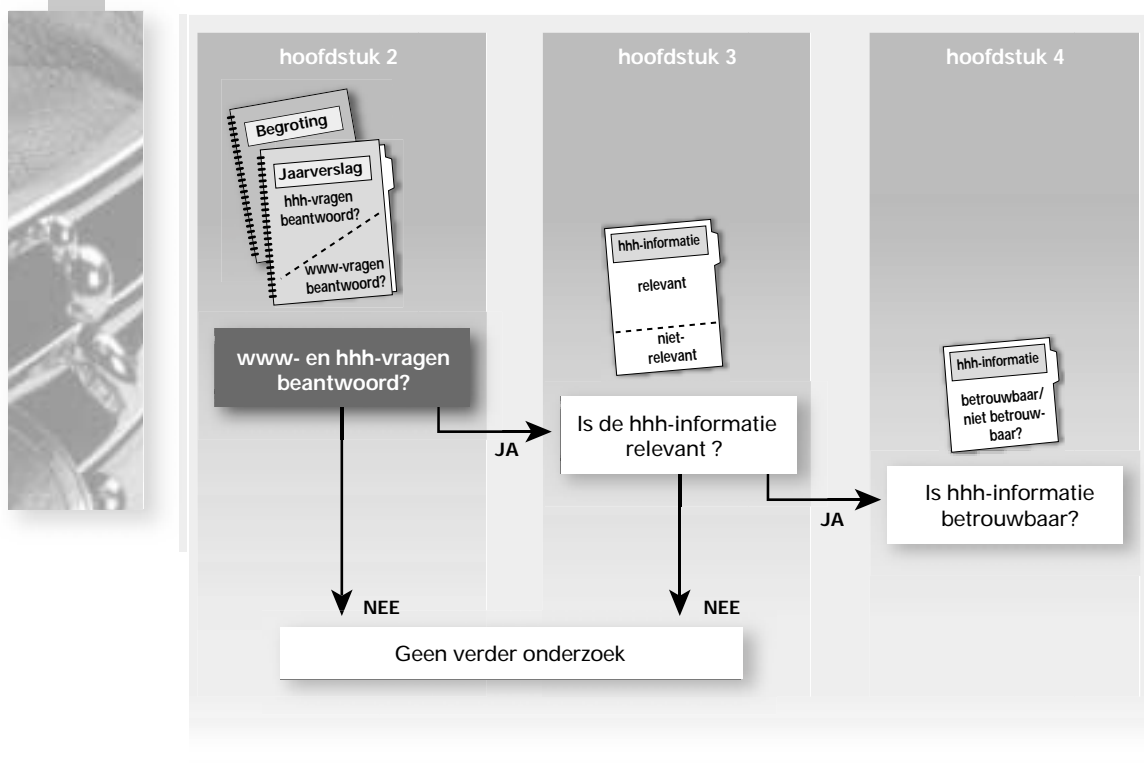 hoofdstuk 2
Begroting
Jaarverslag
hhh-vragen
beantwoord?
www-vragen
beantwoord?
www- en hhh-vragen
beantwoord?
JA
NEE
hoofdstuk 3
hhh-informatie
relevant
niet-
relevant
Is de hhh-informatie
relevant ?
JA
NEE
hoofdstuk 4
hhh-informatie
betrouwbaar/
niet betrouw-
baar?
Is hhh-informatie
betrouwbaar?
Geen verder onderzoek